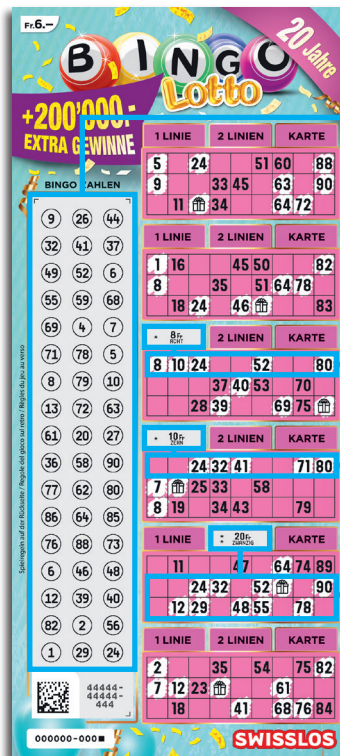 Fr.6.–
BINGO
Lotto
20 Jahre
+200'000.-
EXTRA GEWINNE
BINGO ZAHLEN
9 26 44
32 41 37
49 52 6
55 59 68
69 4 7
71 78 5
8 79 10
13 72 63
61 20 27
36 58 90
77 62 80
86 64 85
76 88 73
6 46 48
12 39 40
82 2 56
1 29 24
Spielregeln auf der Rückseite / Regole del gioco sul retro / Règles du jeu au verso
44444-
44444-
444
000000-000
1 LINIE 2 LINIEN KARTE
5 24 51 60 88
9 33 45 63 90
11 34 64 72
1 LINIE 2 LINIEN KARTE
1 16 45 50 82
8 35 51 64 78
18 24 46 83
8 Fr
ACHT
2 LINIEN KARTE
8 10 24 52 80
37 40 53 70
28 39 69 75
10 Fr
ZEHN
2 LINIEN KARTE
24 32 41 71 80
7 25 33 58
8 19 34 43 79
1 LINIE
20 Fr
ZWANZIG
KARTE
11 47 64 74 89
24 32 52 90
12 29 48 55 78
1 LINIE 2 LINIEN KARTE
2 35 54 75 82
7 12 23 61
18 41 68 76 84
SWISSLOS